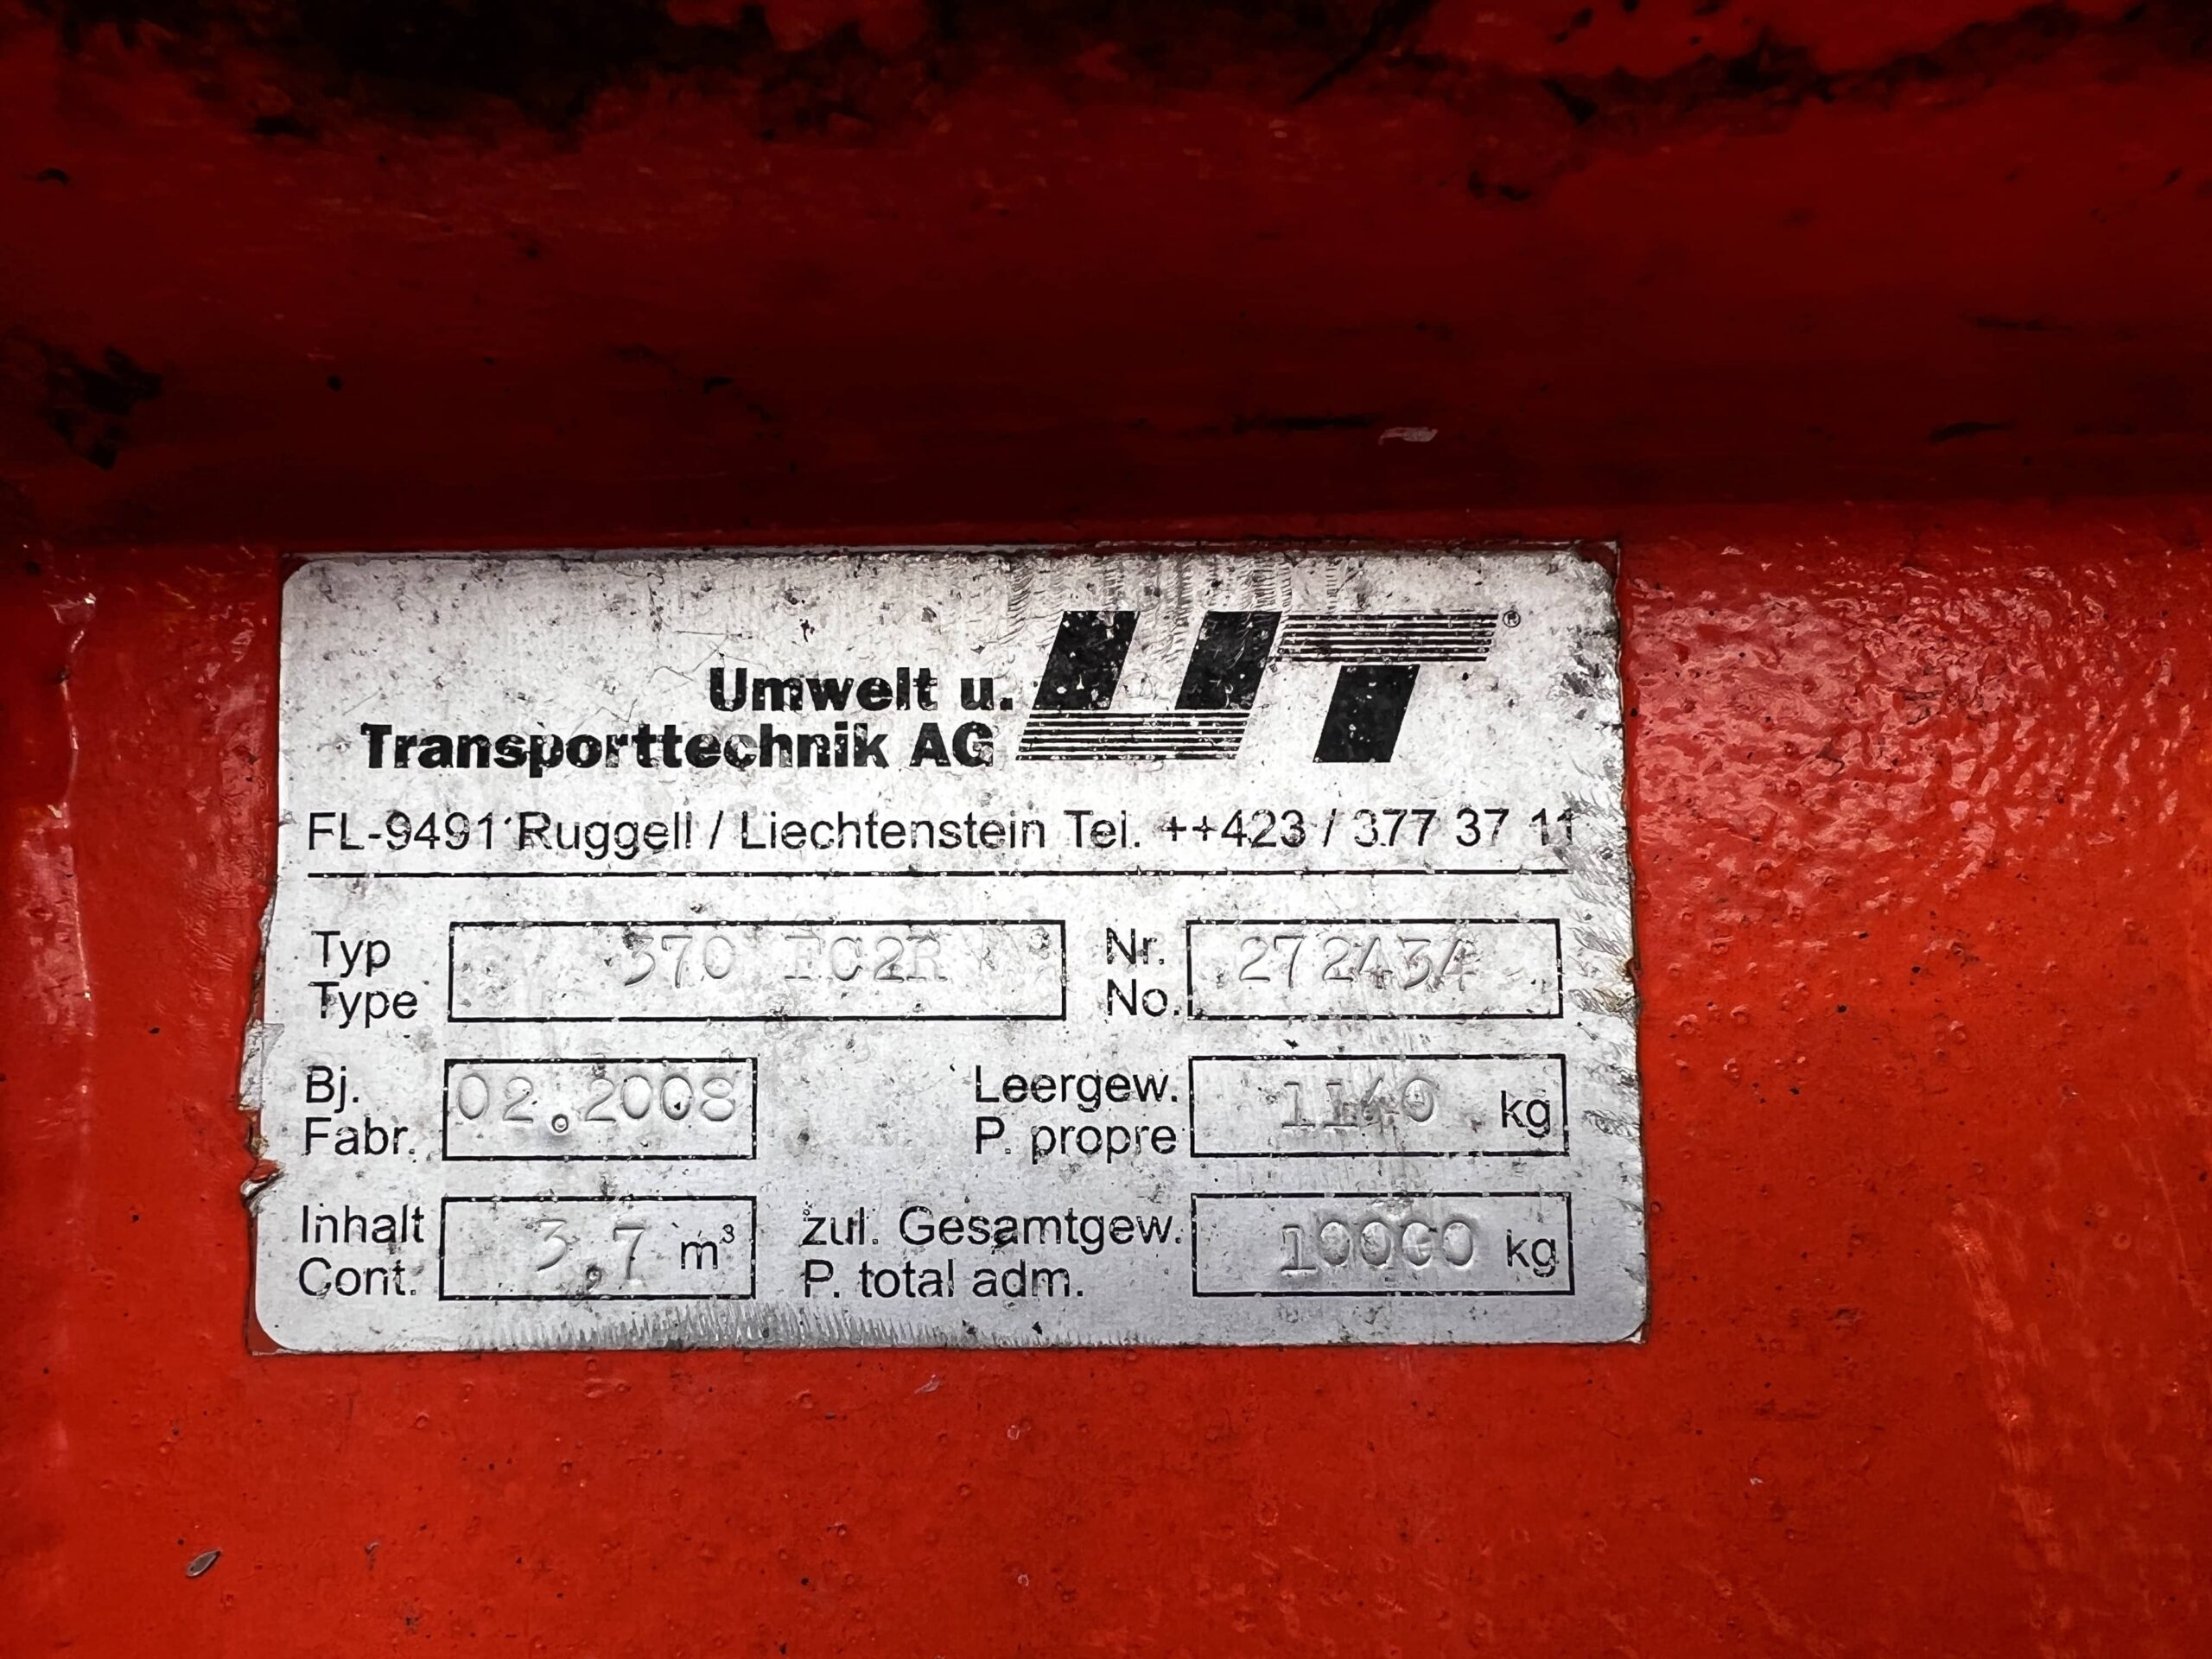 Umwelt u.
Transporttechnik AG
UT®
FL-9491 Ruggell / Liechtenstein Tel. ++423 / 377 37 11
Typ 370 Nr. 272434
Type No.
Bj. 02.2008 Leergew. 1140 kg
Fabr. P. propre
Inhalt 3,7 m³ zul. Gesamtgew. 10000 kg
Cont. P. total adm.